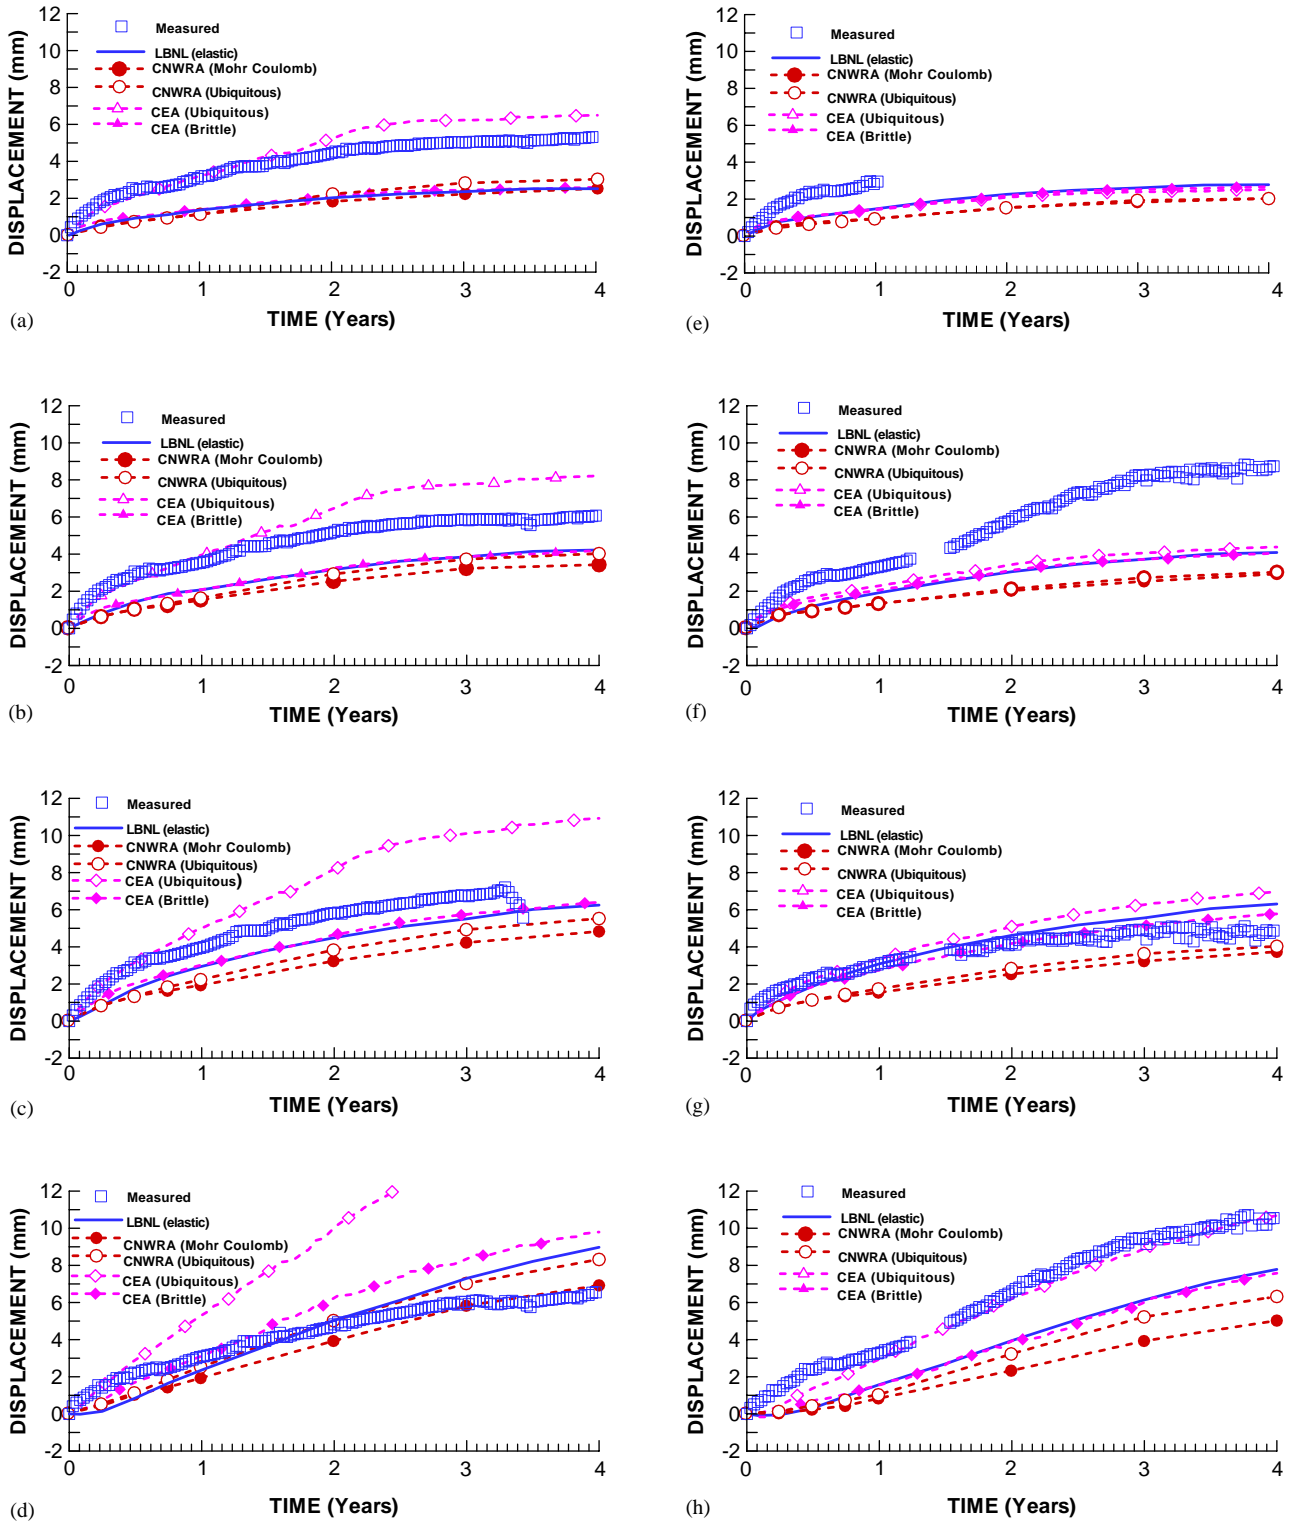 12
10
8
6
4
2
0
-2
DISPLACEMENT (mm)
Measured
LBNL (elastic)
CNWRA (Mohr Coulomb)
CNWRA (Ubiquitous)
CEA (Ubiquitous)
CEA (Brittle)
0 1 2 3 4
TIME (Years)
(a)
12
10
8
6
4
2
0
-2
DISPLACEMENT (mm)
Measured
LBNL (elastic)
CNWRA (Mohr Coulomb)
CNWRA (Ubiquitous)
CEA (Ubiquitous)
CEA (Brittle)
0 1 2 3 4
TIME (Years)
(e)
12
10
8
6
4
2
0
-2
DISPLACEMENT (mm)
Measured
LBNL (elastic)
CNWRA (Mohr Coulomb)
CNWRA (Ubiquitous)
CEA (Ubiquitous)
CEA (Brittle)
0 1 2 3 4
TIME (Years)
(b)
12
10
8
6
4
2
0
-2
DISPLACEMENT (mm)
Measured
LBNL (elastic)
CNWRA (Mohr Coulomb)
CNWRA (Ubiquitous)
CEA (Ubiquitous)
CEA (Brittle)
0 1 2 3 4
TIME (Years)
(f)
12
10
8
6
4
2
0
-2
DISPLACEMENT (mm)
Measured
LBNL (elastic)
CNWRA (Mohr Coulomb)
CNWRA (Ubiquitous)
CEA (Ubiquitous)
CEA (Brittle)
0 1 2 3 4
TIME (Years)
(c)
12
10
8
6
4
2
0
-2
DISPLACEMENT (mm)
Measured
LBNL (elastic)
CNWRA (Mohr Coulomb)
CNWRA (Ubiquitous)
CEA (Ubiquitous)
CEA (Brittle)
0 1 2 3 4
TIME (Years)
(g)
12
10
8
6
4
2
0
-2
DISPLACEMENT (mm)
Measured
LBNL (elastic)
CNWRA (Mohr Coulomb)
CNWRA (Ubiquitous)
CEA (Ubiquitous)
CEA (Brittle)
0 1 2 3 4
TIME (Years)
(d)
12
10
8
6
4
2
0
-2
DISPLACEMENT (mm)
Measured
LBNL (elastic)
CNWRA (Mohr Coulomb)
CNWRA (Ubiquitous)
CEA (Ubiquitous)
CEA (Brittle)
0 1 2 3 4
TIME (Years)
(h)